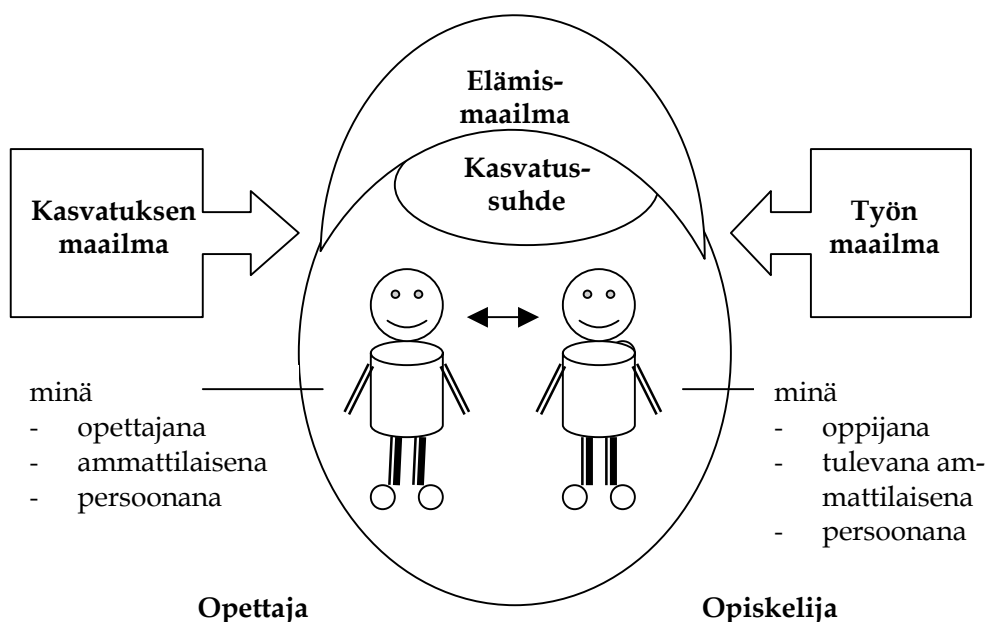 Elämis-
maailma
Kasvatus-
suhde
Kasvatuksen
maailma
Työn
maailma
minä
- opettajana
- ammattilaisena
- persoonana
minä
- oppijana
- tulevana am-
mattilaisena
- persoonana
Opettaja
Opiskelija